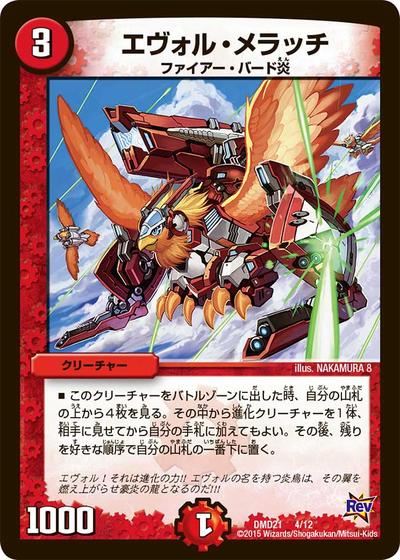 3
エヴォル・メラッチ
ファイアー・バード炎
クリーチャー
illus. NAKAMURA 8
■このクリーチャーをバトルゾーンに出した時、自分の山札
の上から4枚を見る。その中から進化クリーチャーを1体、
相手に見せてから自分の手札に加えてもよい。その後、残り
を好きな順序で自分の山札の一番下に置く。
エヴォル!それは進化の力!! エヴォルの名を持つ炎鳥は、その翼を
燃え上がらせ豪炎の龍となるのだ!!!
Rev
1000
1
DMD21 4/12
©2015 Wizards/Shogakukan/Mitsui-Kids